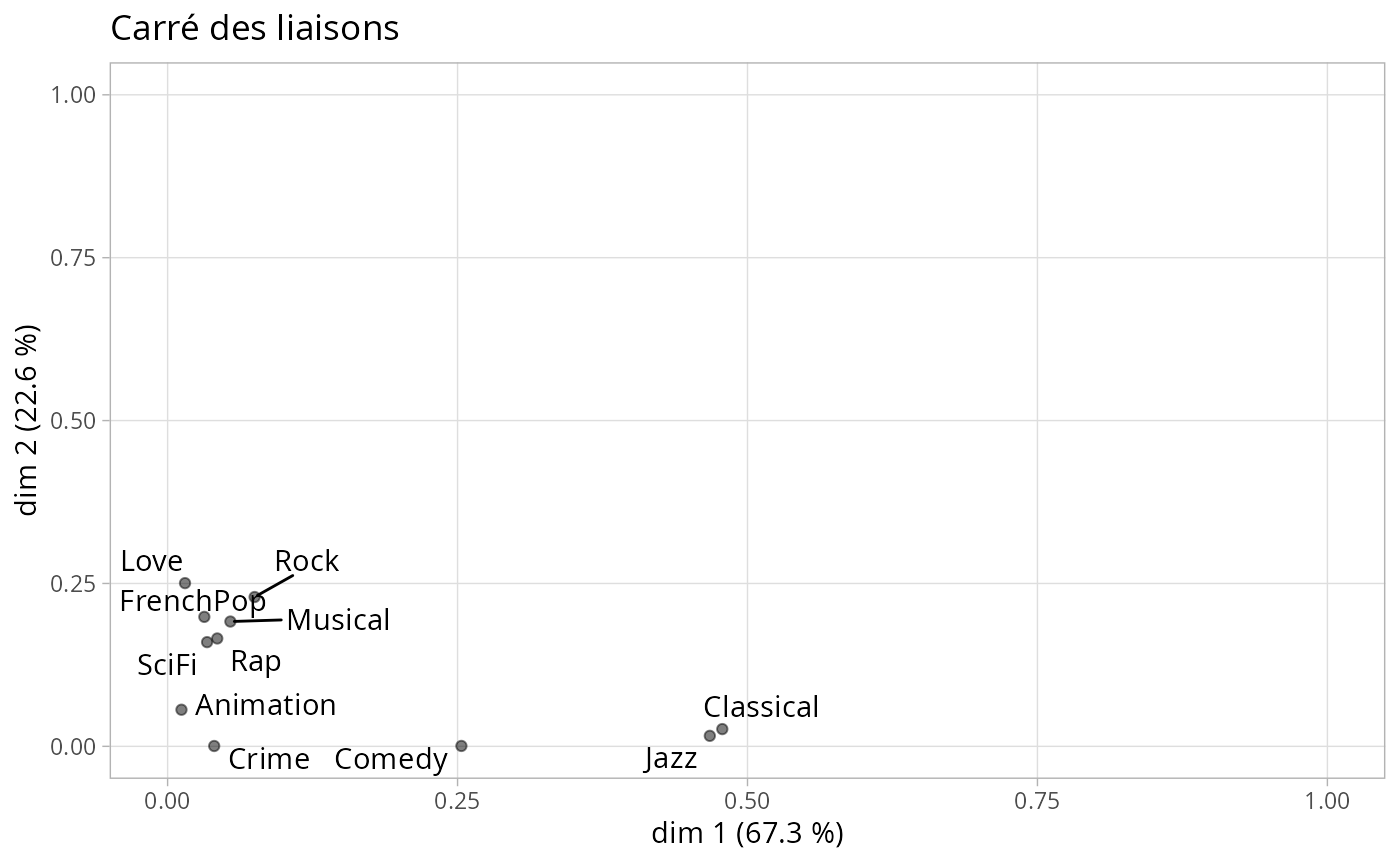 Carré des liaisons
1.00
0.75
0.50
0.25
0.00
dim 2 (22.6 %)
Love
Rock
FrenchPop
Musical
SciFi
Rap
Animation
Classical
Crime
Comedy
Jazz
0.00
0.25
0.50
0.75
1.00
dim 1 (67.3 %)